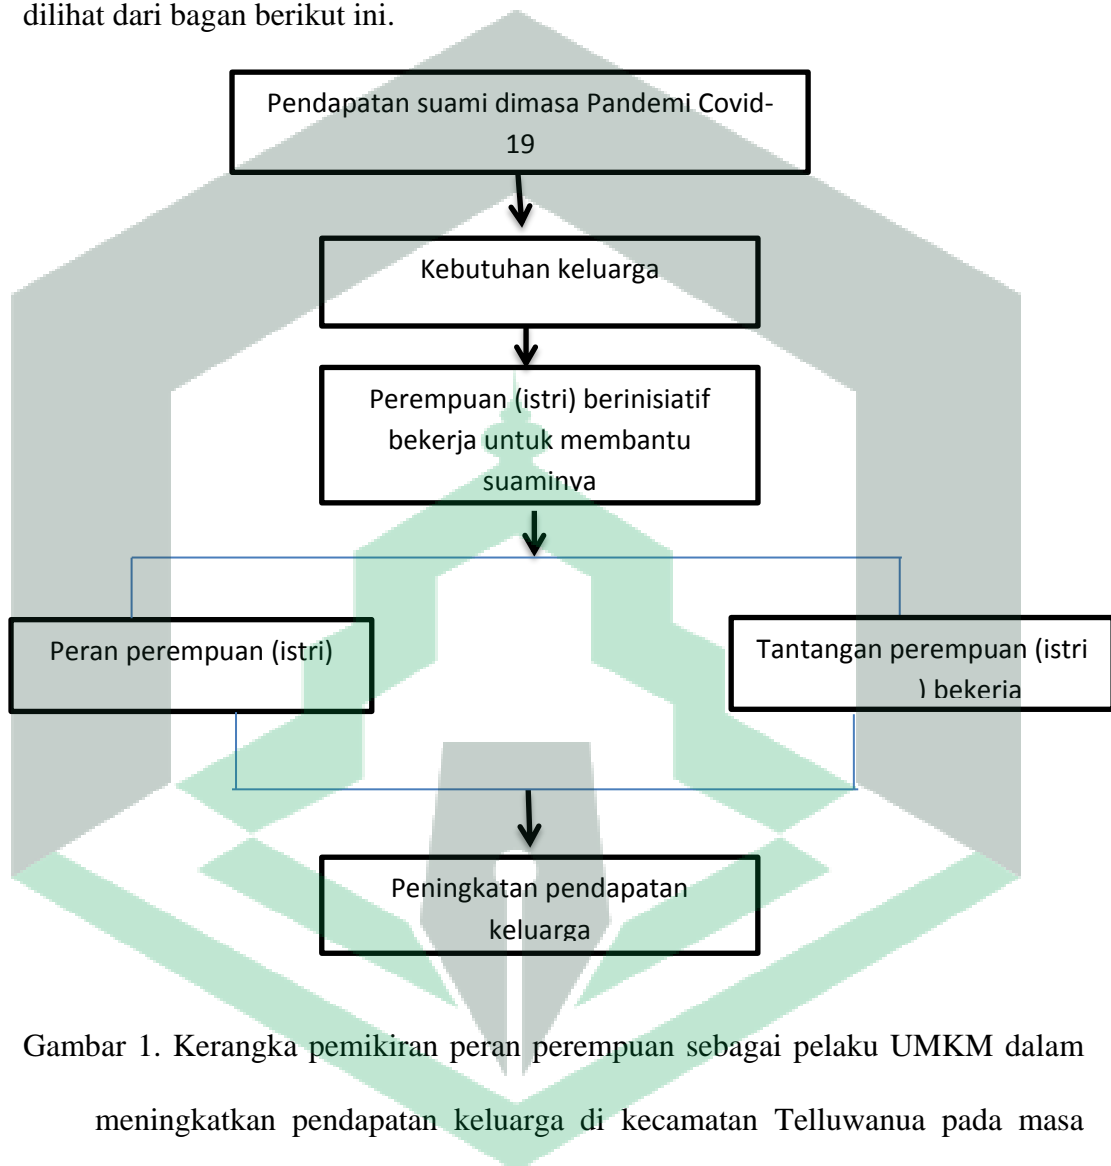 dilihat dari bagan berikut ini.
Pendapatan suami dimasa Pandemi Covid-
19
Kebutuhan keluarga
Perempuan (istri) berinisiatif
bekerja untuk membantu
suaminya
Peran perempuan (istri)
Tantangan perempuan (istri
) bekerja
Peningkatan pendapatan
keluarga
Gambar 1. Kerangka pemikiran peran perempuan sebagai pelaku UMKM dalam
meningkatkan pendapatan keluarga di kecamatan Telluwanua pada masa